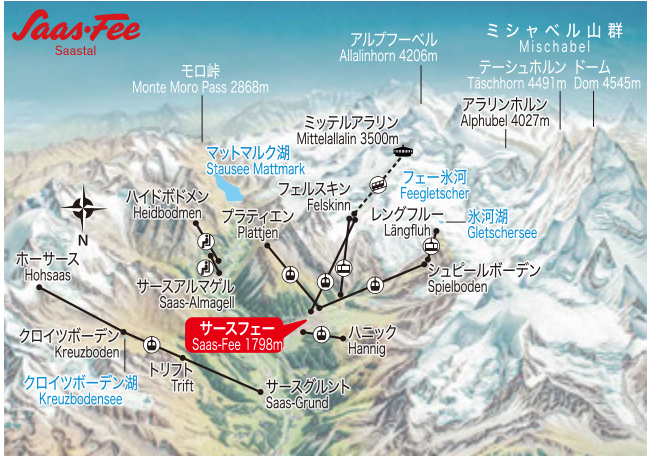 Saas-Fee
Saastal
ミシャベル山群
Mischabel
アルプフーベル
Allalinhorn 4206m
テーシュホルン
Täschhorn 4491m
ドーム
Dom 4545m
モロ峠
Monte Moro Pass 2868m
アラリンホルン
Alphubel 4027m
ミッテルアラリン
Mittelallalin 3500m
マットマルク湖
Stausee Mattmark
フェー氷河
Feegletscher
フェルスキン
Felskinn
ハイドボドメン
Heidbodmen
プラティエン
Plattjen
レングフルー
Längfluh
氷河湖
Gletschersee
N
ホーサース
Hohsaas
サースアルマゲル
Saas-Almagell
シュピールボーデン
Spielboden
サースフェー
Saas-Fee 1798m
ハニック
Hannig
クロイツボーデン
Kreuzboden
トリフト
Trift
クロイツボーデン湖
Kreuzbodensee
サースグルント
Saas-Grund